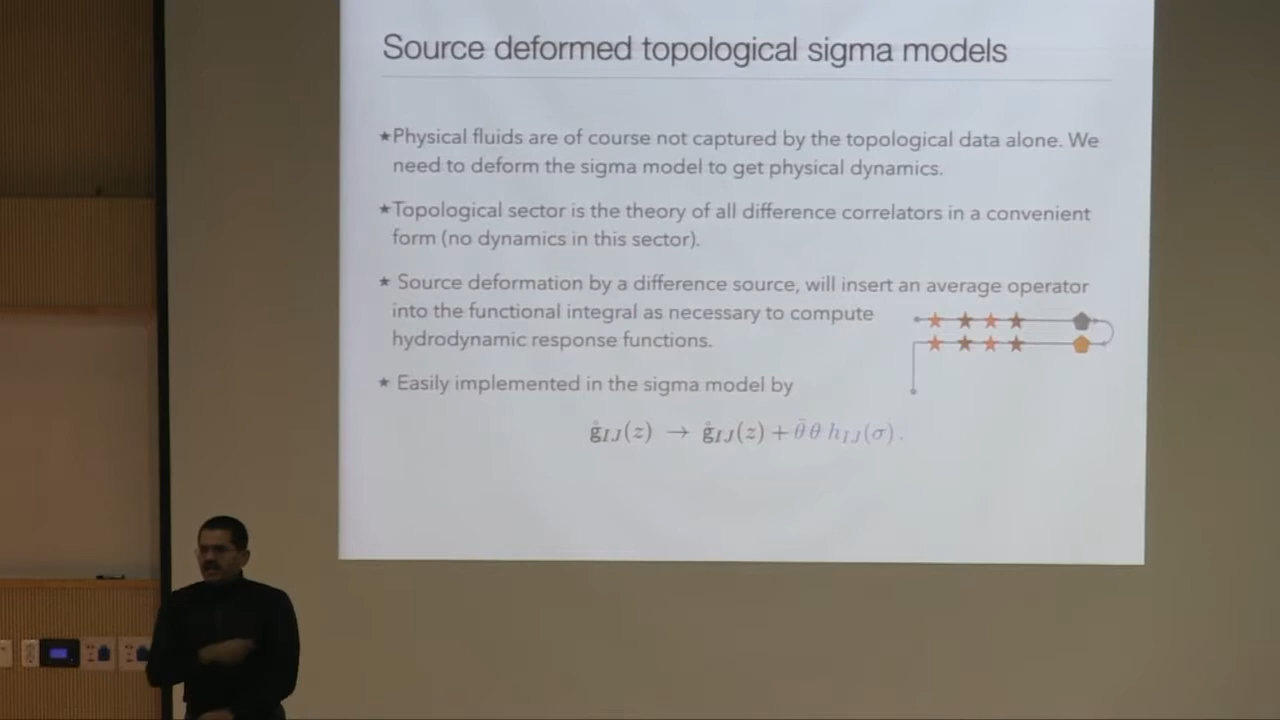 Source deformed topological sigma models
★Physical fluids are of course not captured by the topological data alone. We
need to deform the sigma model to get physical dynamics.
★Topological sector is the theory of all difference correlators in a convenient
form (no dynamics in this sector).
★ Source deformation by a difference source, will insert an average operator
into the functional integral as necessary to compute
hydrodynamic response functions.
★ Easily implemented in the sigma model by
g̊_{IJ}(z) → g̊_{IJ}(z) + θ̄θ h_{IJ}(σ).